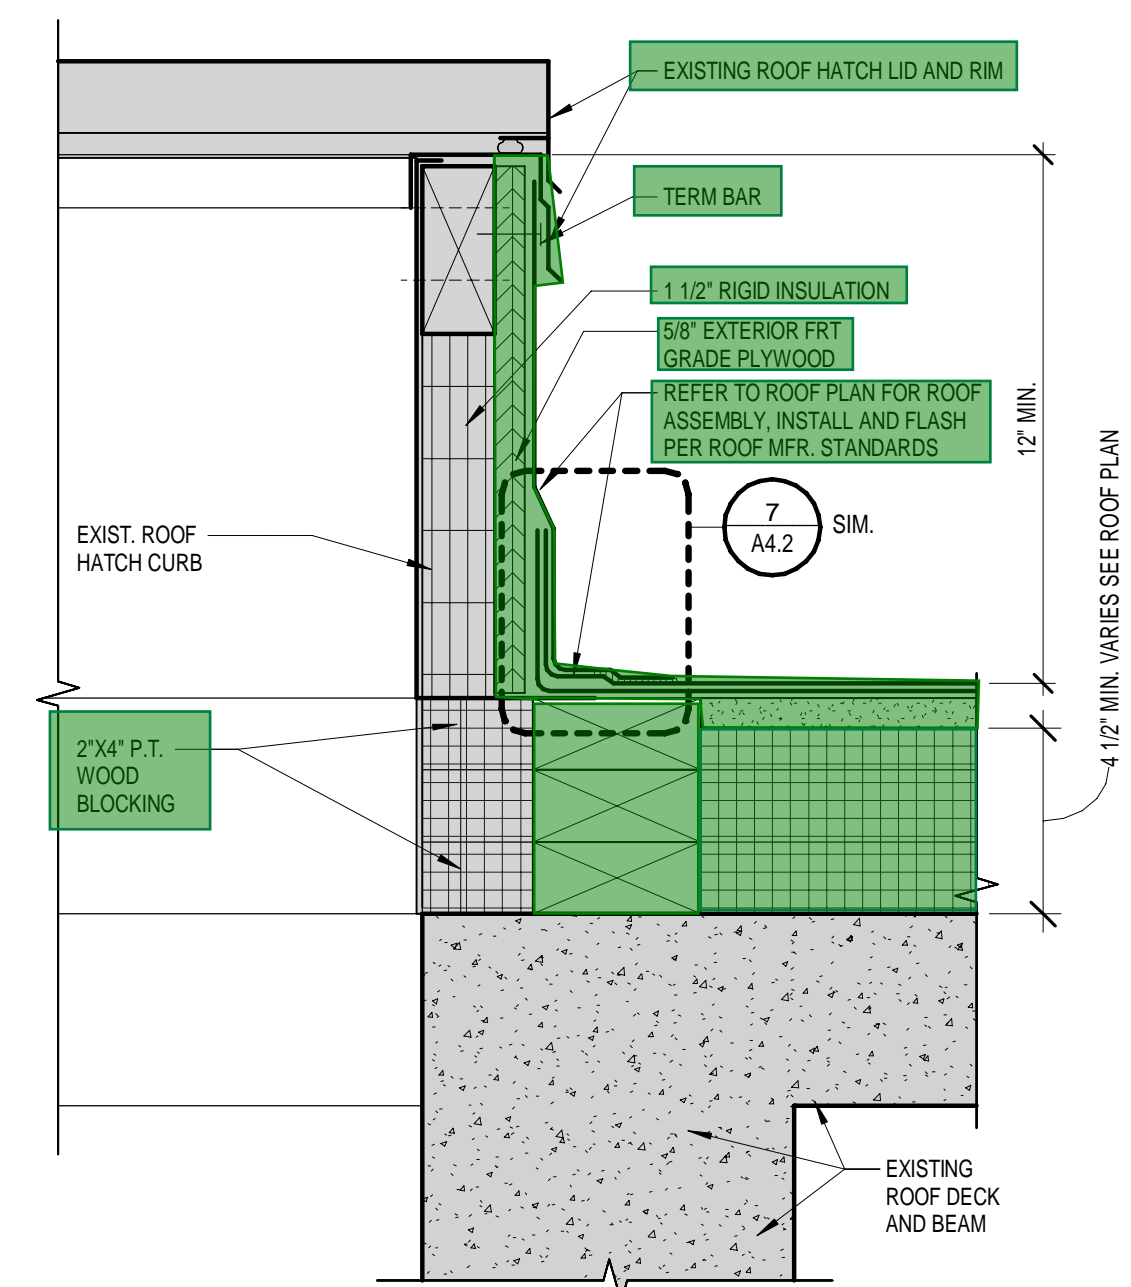 EXISTING ROOF HATCH LID AND RIM
TERM BAR
1 1/2" RIGID INSULATION
5/8" EXTERIOR FRT
GRADE PLYWOOD
REFER TO ROOF PLAN FOR ROOF
ASSEMBLY, INSTALL AND FLASH
PER ROOF MFR. STANDARDS
12" MIN.
4 1/2" MIN. VARIES SEE ROOF PLAN
7
A4.2
SIM.
EXIST. ROOF
HATCH CURB
2"X4" P.T.
WOOD
BLOCKING
EXISTING
ROOF DECK
AND BEAM